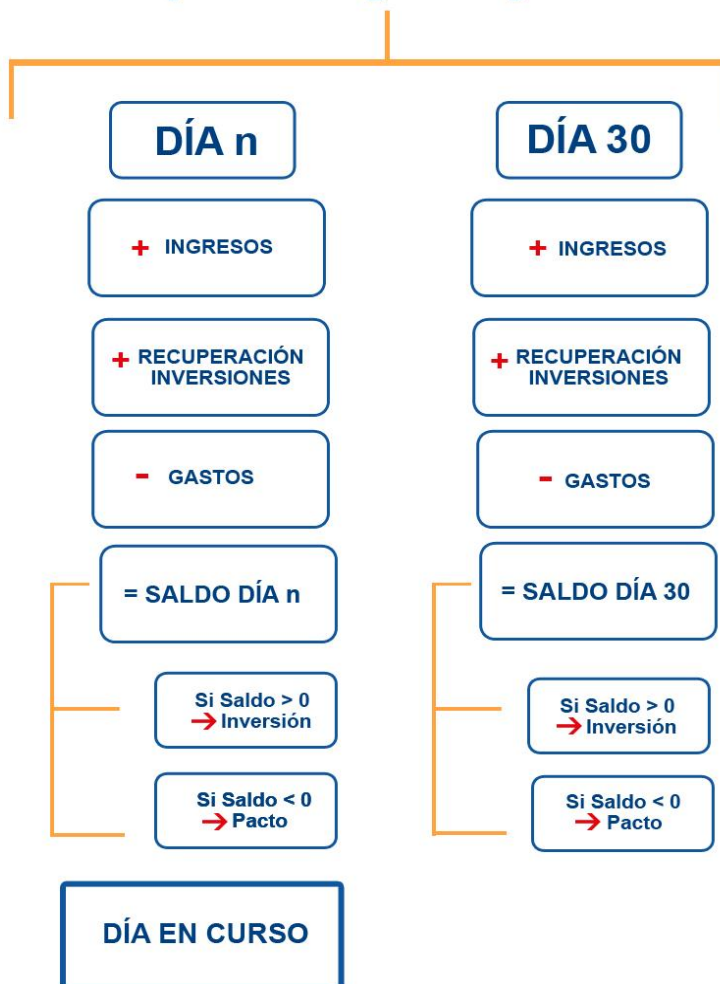 DÍA n
+ INGRESOS
+ RECUPERACIÓN
INVERSIONES
- GASTOS
= SALDO DÍA n
Si Saldo > 0
→ Inversión
Si Saldo < 0
→ Pacto
DÍA EN CURSO
DÍA 30
+ INGRESOS
+ RECUPERACIÓN
INVERSIONES
- GASTOS
= SALDO DÍA 30
Si Saldo > 0
→ Inversión
Si Saldo < 0
→ Pacto